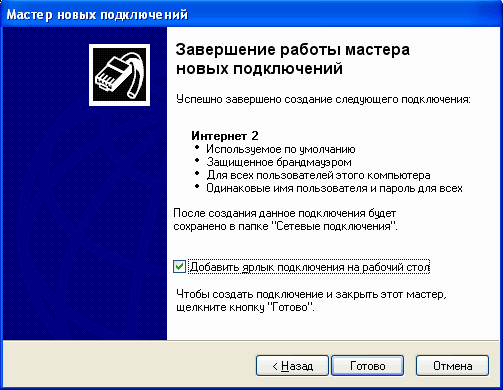 Мастер новых подключений
Завершение работы мастера
новых подключений
Успешно завершено создание следующего подключения:
Интернет 2
• Используемое по умолчанию
• Защищенное брандмауэром
• Для всех пользователей этого компьютера
• Одинаковые имя пользователя и пароль для всех
После создания данное подключение будет
сохранено в папке "Сетевые подключения".
Добавить ярлык подключения на рабочий стол
Чтобы создать подключение и закрыть этот мастер,
щелкните кнопку "Готово".
< Назад Готово Отмена